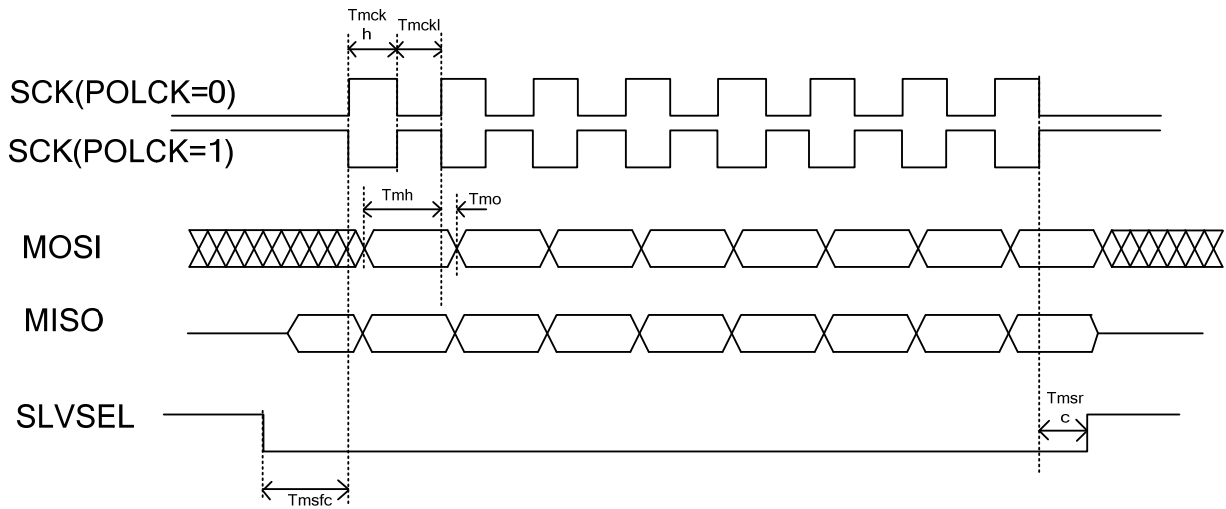 Tmck
h
Tmckl
SCK(POLCK=0)
SCK(POLCK=1)
Tmh
Tmo
MOSI
MISO
SLVSEL
Tmsr
c
Tmsfc